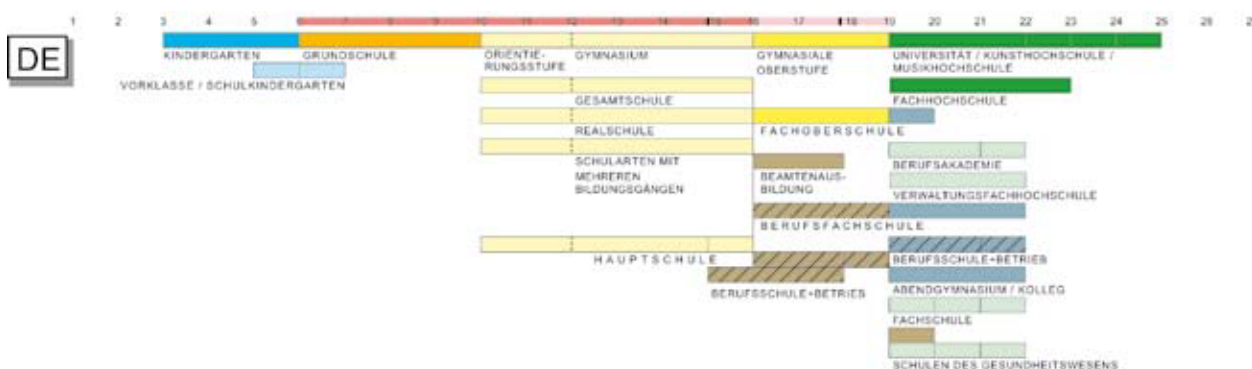 1 2 3 4 5 6 7 8 9 10 11 12 13 14 15 16 17 18 19 20 21 22 23 24 25 26 2
DE
KINDERGARTEN GRUNDSCHULE ORIENTIE- GYMNASIUM GYMNASIALE UNIVERSITÄT / KUNSTHOCHSCHULE /
RUNGSSTUFE OBERSTUFE MUSIKHOCHSCHULE
VORKLASSE / SCHULKINDERGARTEN
GESAMTSCHULE FACHHOCHSCHULE
REALSCHULE FACHOBERSCHULE
SCHULARTEN MIT BERUFSAKADEMIE
MEHREREN BEAMTENAUS-
BILDUNGSGÄNGEN BILDUNG VERWALTUNGSFACHHOCHSCHULE
BERUFSFACHSCHULE
HAUPTSCHULE BERUFSSCHULE+BETRIEB
BERUFSSCHULE+BETRIEB ABENDGYMNASIUM / KOLLEG
FACHSCHULE
SCHULEN DES GESUNDHEITSWESENS